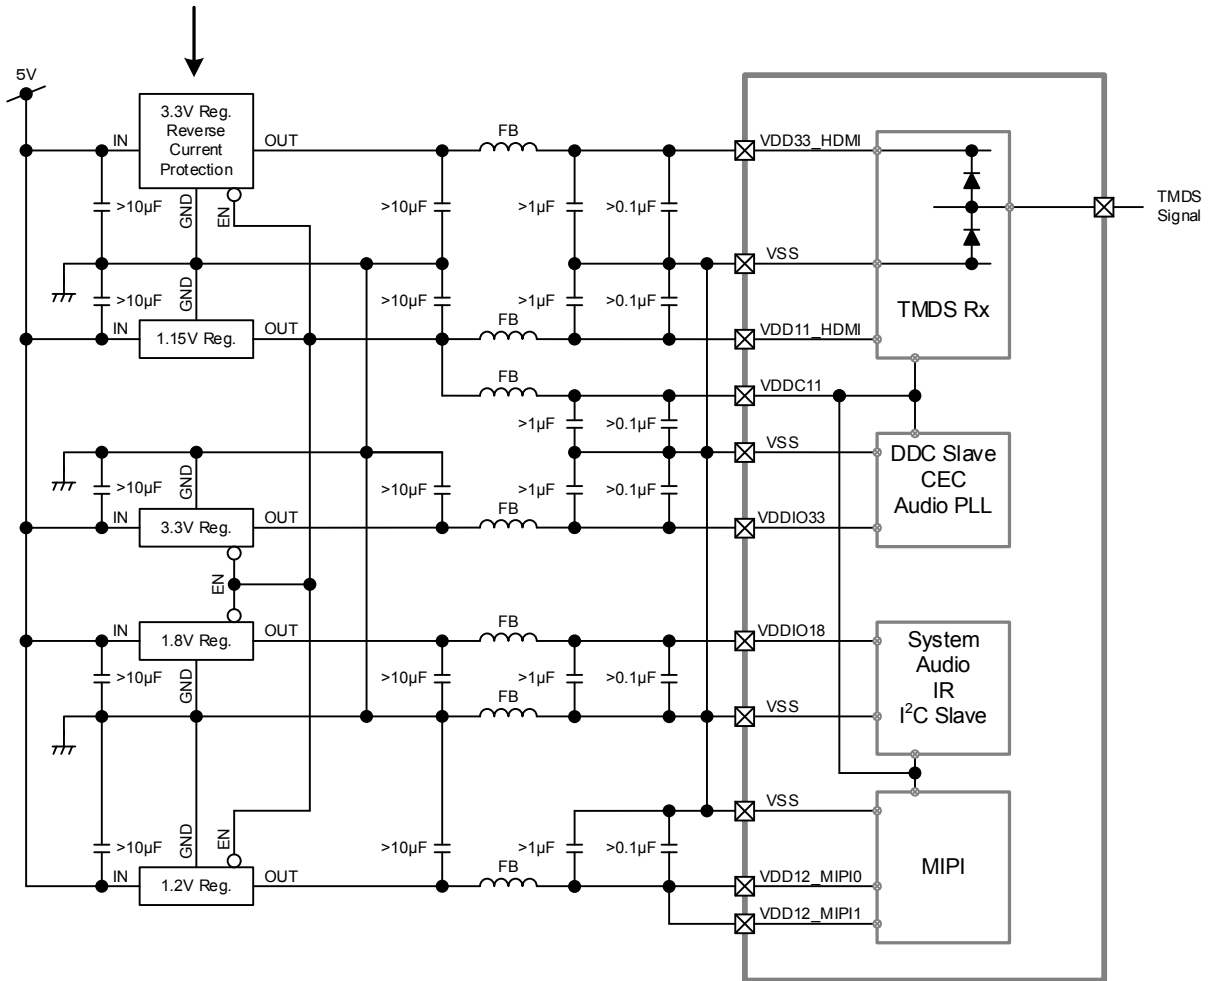 5V
3.3V Reg.
Reverse
Current
Protection
IN
OUT
FB
VDD33_HDMI
>10µF
GND
EN
>10µF
>1µF
>0.1µF
TMDS
Signal
VSS
>10µF
GND
>10µF
>1µF
>0.1µF
TMDS Rx
IN
1.15V Reg.
OUT
FB
VDD11_HDMI
FB
VDDC11
>1µF
>0.1µF
VSS
>10µF
GND
>10µF
>1µF
>0.1µF
DDC Slave
CEC
Audio PLL
IN
3.3V Reg.
OUT
FB
VDDIO33
EN
IN
1.8V Reg.
OUT
FB
VDDIO18
>10µF
GND
>10µF
>1µF
>0.1µF
System
Audio
IR
I²C Slave
FB
VSS
VSS
>10µF
GND
EN
>10µF
>1µF
>0.1µF
MIPI
IN
1.2V Reg.
OUT
FB
VDD12_MIPI0
VDD12_MIPI1